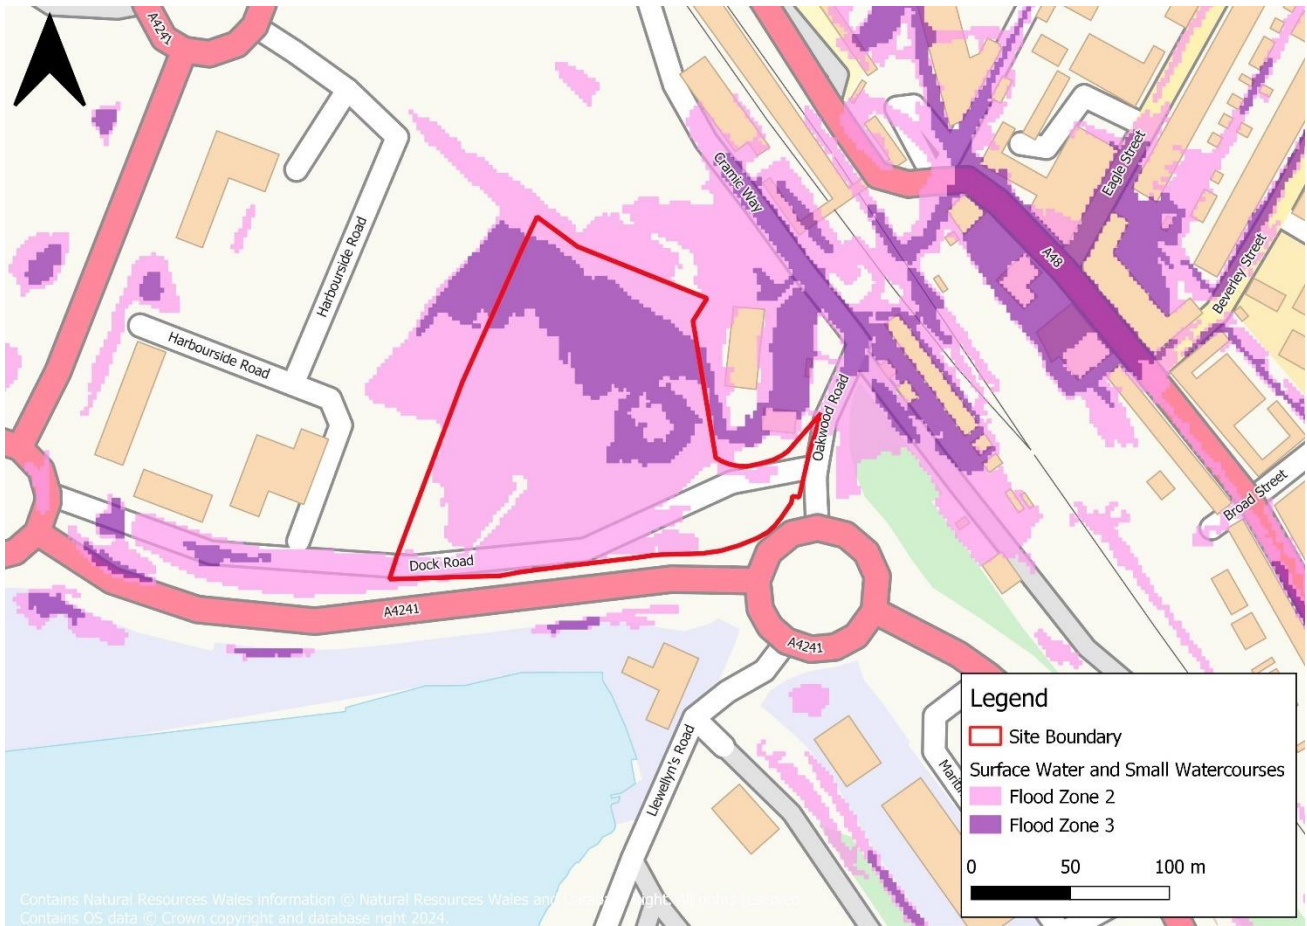 A4241
Cramic Way
Eagle Street
Harbourside Road
A48
Beverley Street
Harbourside Road
Oakwood Road
Broad Street
Dock Road
A4241
A4241
Llewellyn's Road
Legend
Site Boundary
Surface Water and Small Watercourses
Flood Zone 2
Flood Zone 3
0 50 100 m
Contains Natural Resources Wales information © Natural Resources Wales and
Contains OS data © Crown copyright and database right 2024.